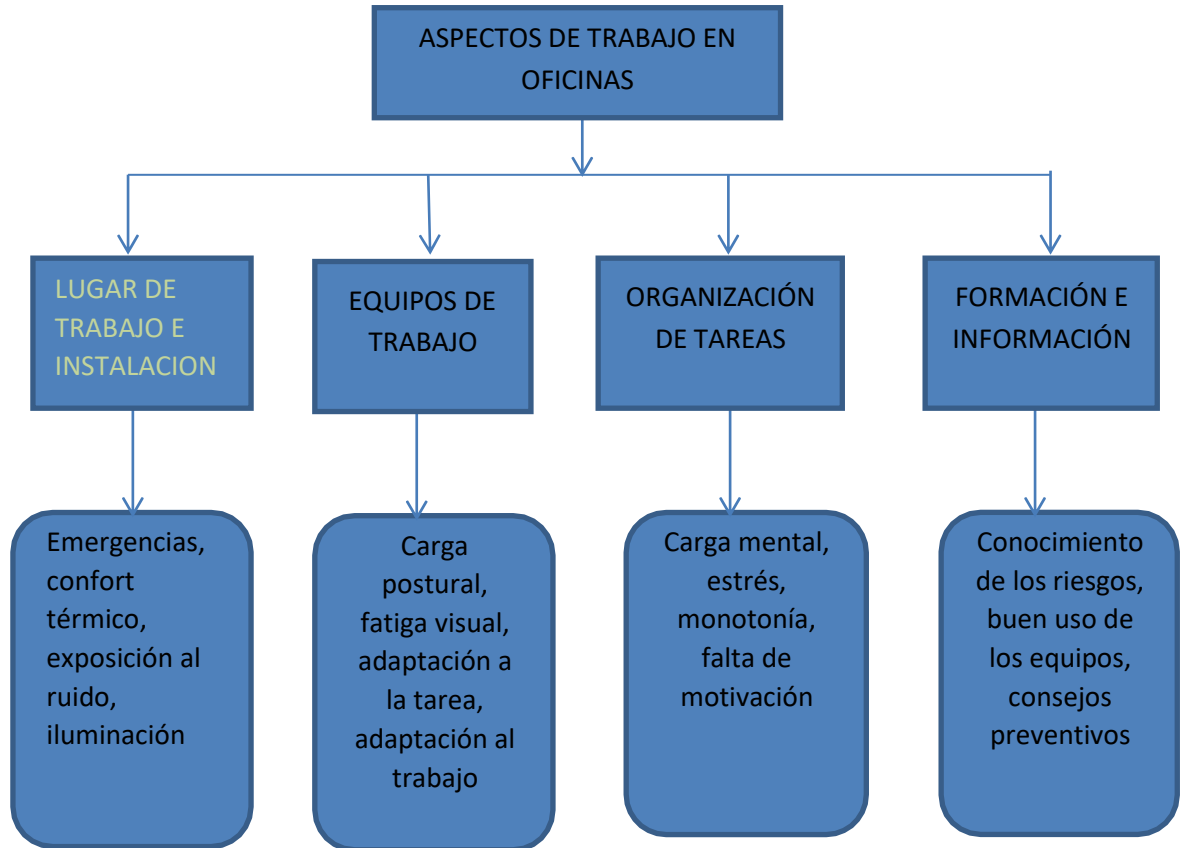 ASPECTOS DE TRABAJO EN
OFICINAS
LUGAR DE
TRABAJO E
INSTALACION
EQUIPOS DE
TRABAJO
ORGANIZACIÓN
DE TAREAS
FORMACIÓN E
INFORMACIÓN
Emergencias,
confort
térmico,
exposición al
ruido,
iluminación
Carga
postural,
fatiga visual,
adaptación a
la tarea,
adaptación al
trabajo
Carga mental,
estrés,
monotonía,
falta de
motivación
Conocimiento
de los riesgos,
buen uso de
los equipos,
consejos
preventivos